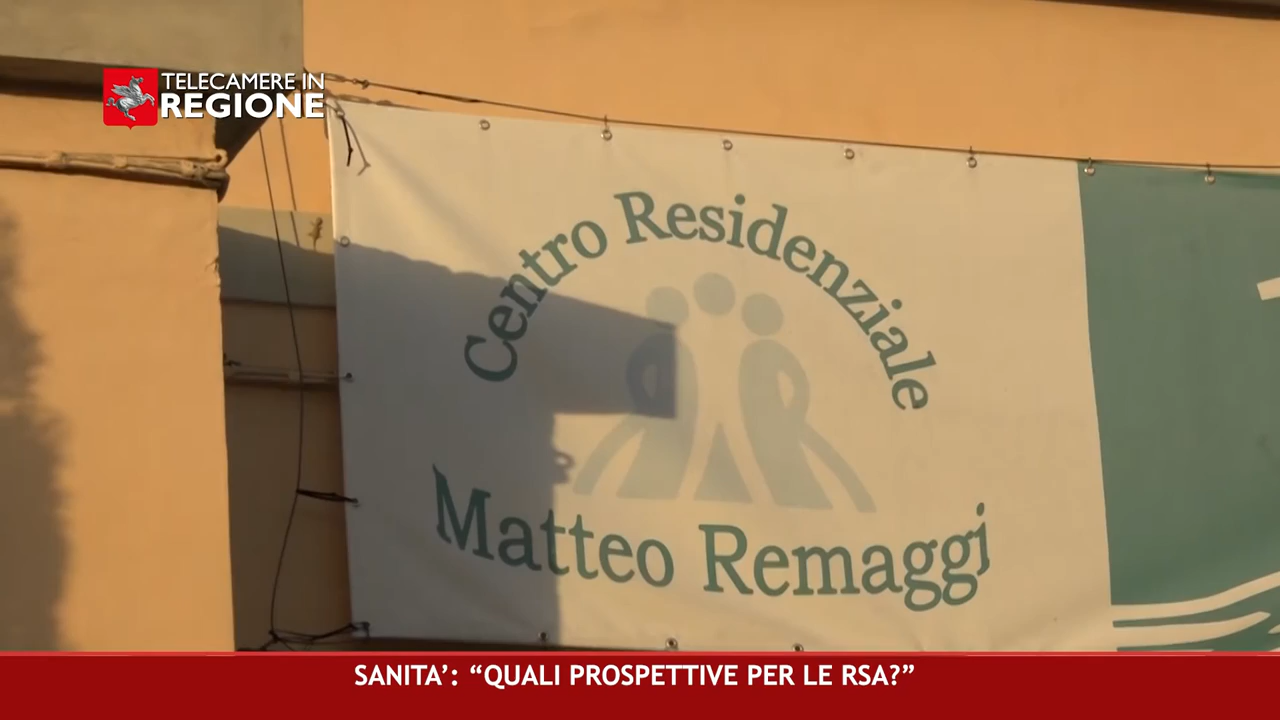 TELECAMERE IN
REGIONE
Centro Residenziale
Matteo Remaggi
SANITA’: “QUALI PROSPETTIVE PER LE RSA?”